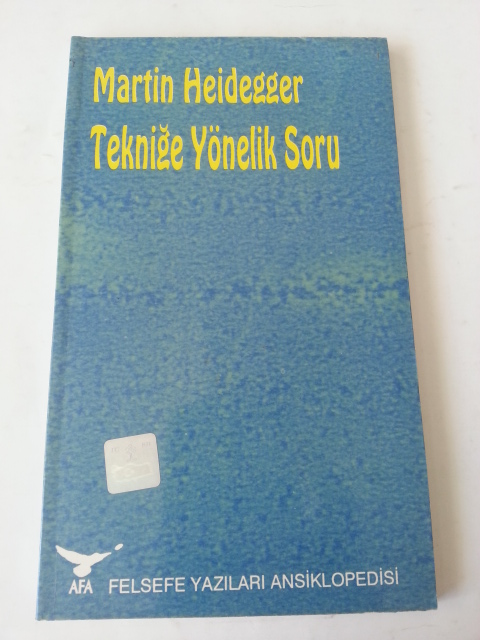 Martin Heidegger
Tekniğe Yönelik Soru
AFA
FELSEFE YAZILARI ANSİKLOPEDİSİ